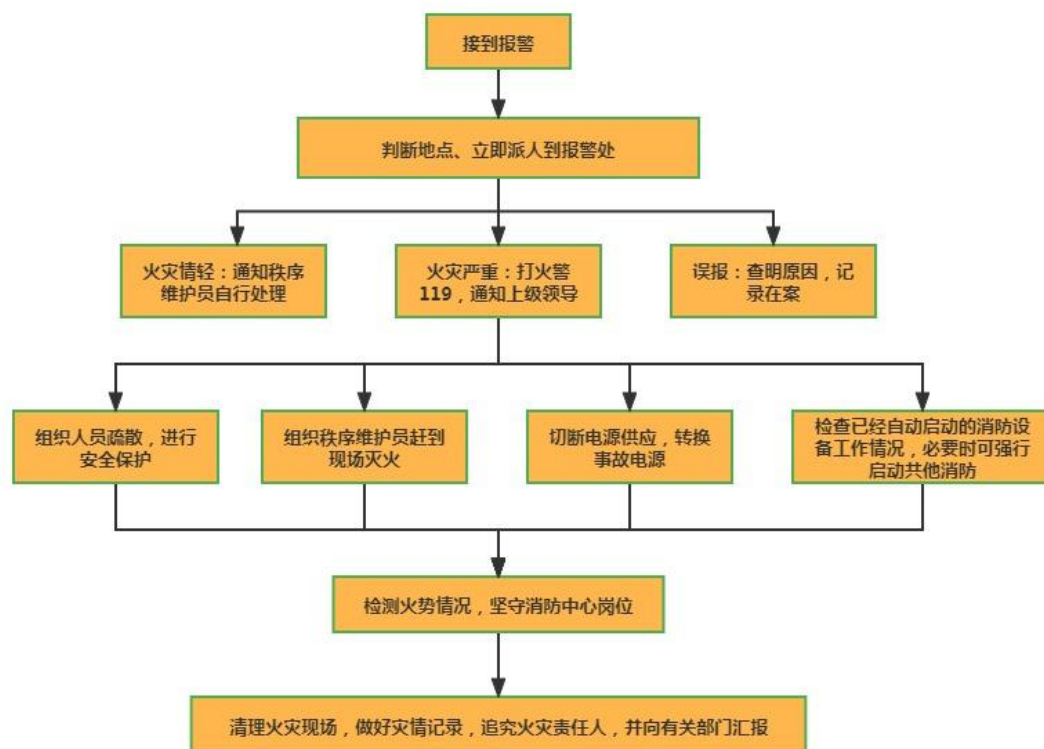 接到报警
判断地点、立即派人到报警处
火灾情轻：通知秩序
维护员自行处理
火灾严重：打火警
119，通知上级领导
误报：查明原因，记
录在案
组织人员疏散，进行
安全保护
组织秩序维护员赶到
现场灭火
切断电源供应，转换
事故电源
检查已经自动启动的消防设
备工作情况，必要时可强行
启动共他消防
检测火势情况，坚守消防中心岗位
清理火灾现场，做好灾情记录，追究火灾责任人，并向有关部门汇报